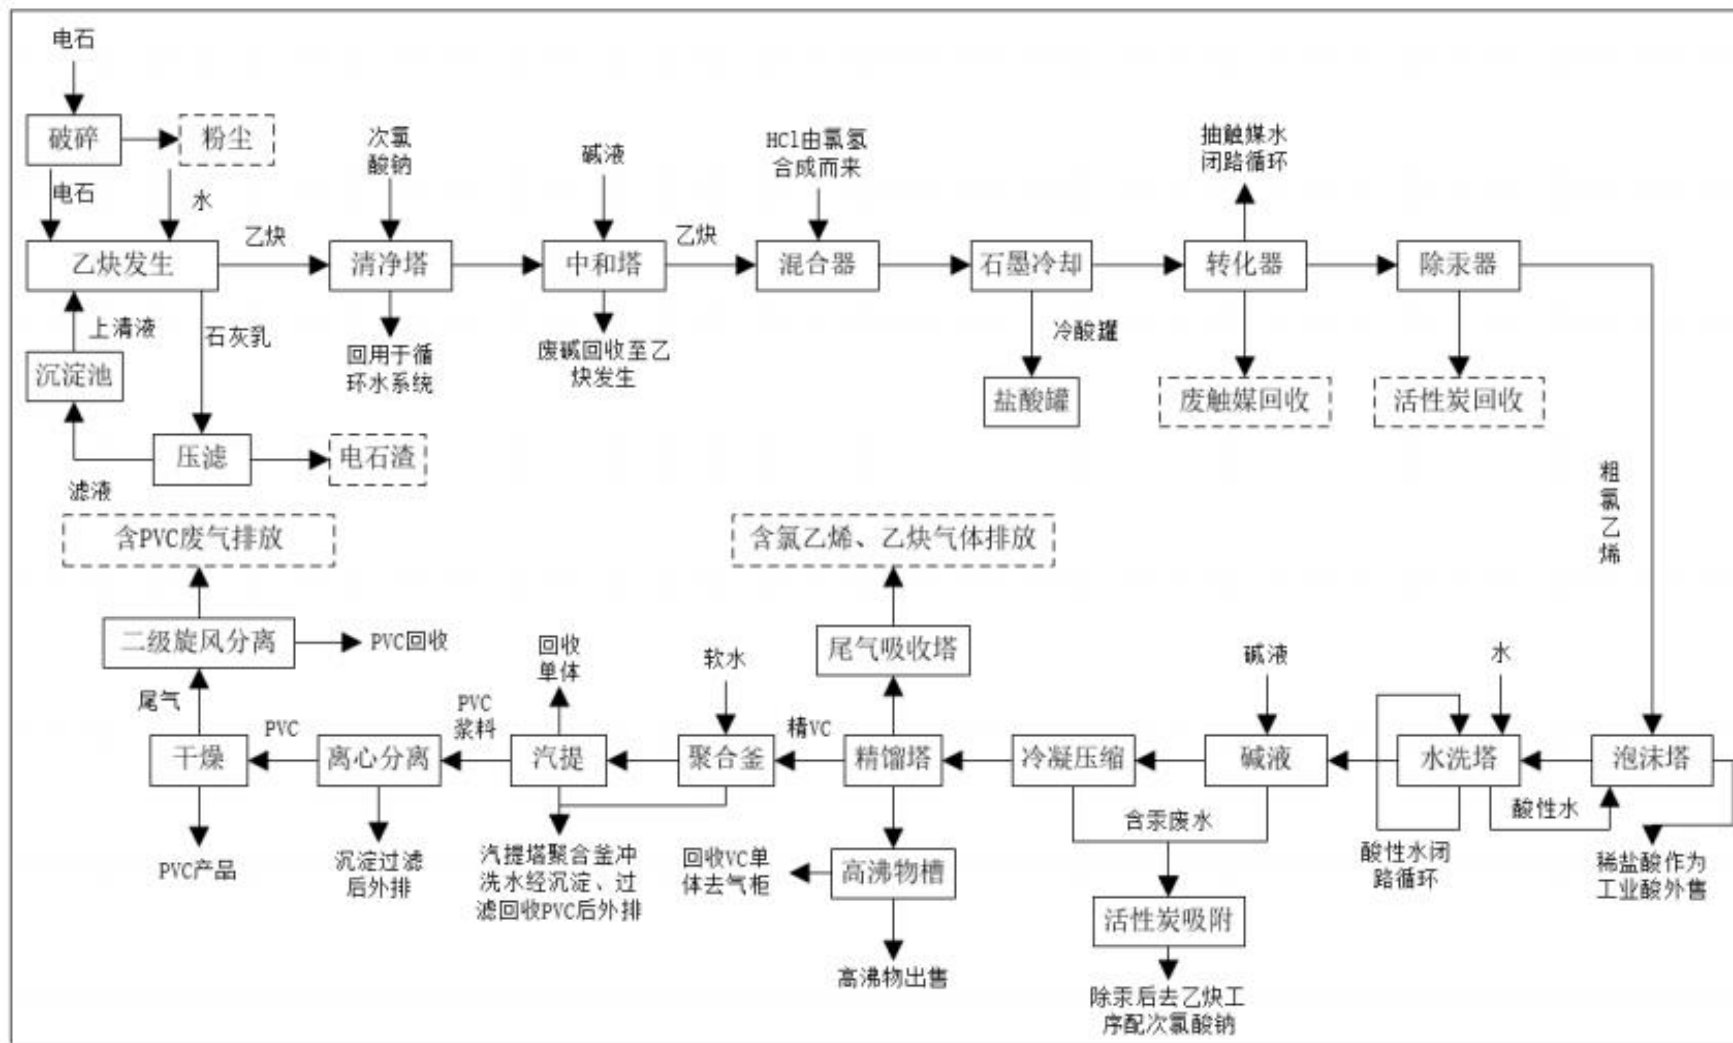 电石
破碎
粉尘
次氯
酸钠
碱液
HCl由氯氢
合成而来
抽触媒水
闭路循环
电石
水
乙炔发生
乙炔
清净塔
中和塔
乙炔
混合器
石墨冷却
转化器
除汞器
上清液
石灰乳
回用于循
环水系统
废碱回收至乙
炔发生
冷酸罐
沉淀池
盐酸罐
废触媒回收
活性炭回收
压滤
电石渣
滤液
粗
氯
乙
烯
含PVC废气排放
含氯乙烯、乙炔气体排放
二级旋风分离
PVC回收
回收
单体
软水
尾气吸收塔
碱液
水
尾气
PVC
PVC
浆料
精VC
干燥
离心分离
汽提
聚合釜
精馏塔
冷凝压缩
碱液
水洗塔
泡沫塔
含汞废水
酸性水
PVC产品
沉淀过滤
后外排
汽提塔聚合釜冲
洗水经沉淀、过
滤回收PVC后外排
回收VC单
体去气柜
高沸物槽
酸性水闭
路循环
稀盐酸作为
工业酸外售
活性炭吸附
高沸物出售
除汞后去乙炔工
序配次氯酸钠